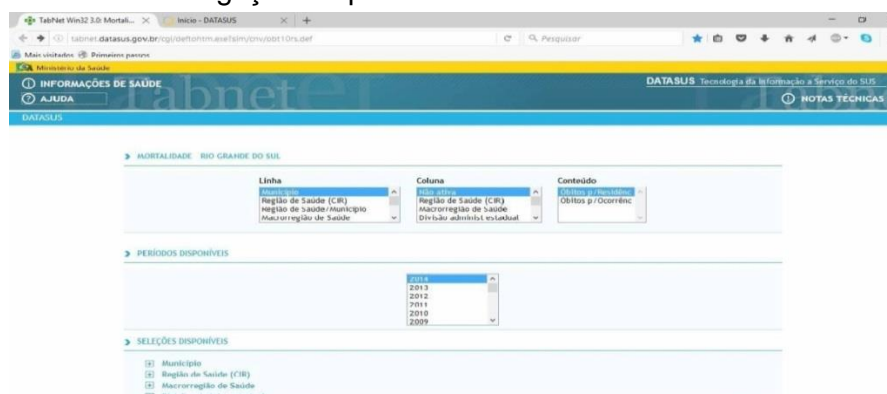 TabNet Win32 3.0: Mortali... × Início - DATASUS × +
tabnet.datasus.gov.br/cgi/deftohtm.exe?sim/cnv/obt10rs.def Pesquisar
Mais visitados Primeiros passos
Ministério da Saúde
INFORMAÇÕES DE SAÚDE DATASUS Tecnologia da Informação a Serviço do SUS
AJUDA Tabnet NOTAS TÉCNICAS
DATASUS
MORTALIDADE RIO GRANDE DO SUL
Linha Coluna Conteúdo
Município Não ativa Óbitos p/Residênc
Região de Saúde (CIR) Região de Saúde (CIR) Óbitos p/Ocorrênc
Região de Saúde/Município Macrorregião de Saúde
Macrorregião de Saúde Divisão administ estadual
PERÍODOS DISPONÍVEIS
2014
2013
2012
2011
2010
2009
SELEÇÕES DISPONÍVEIS
Município
Região de Saúde (CIR)
Macrorregião de Saúde